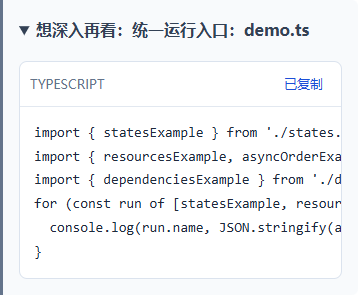 ▼ 想深入再看：统一运行入口：demo.ts
TYPESCRIPT
已复制
import { statesExample } from './states.
import { resourcesExample, asyncOrderExa
import { dependenciesExample } from './d
for (const run of [statesExample, resour
  console.log(run.name, JSON.stringify(a
}